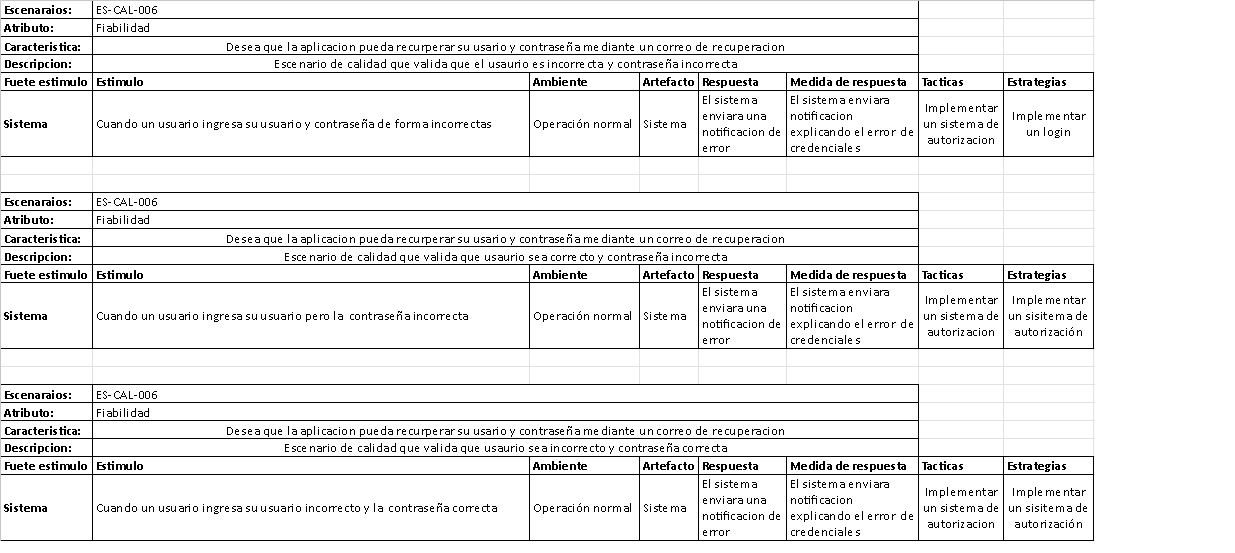 Escenaraios: ES-CAL-006
Atributo: Fiabilidad
Caracteristica: Desea que la aplicacion pueda recurperar su usario y contraseña mediante un correo de recuperacion
Descripcion: Escenario de calidad que valida que el usaurio es incorrecta y contraseña incorrecta
Fuete estimulo Estimulo Ambiente Artefacto Respuesta Medida de respuesta Tacticas Estrategias
Sistema
Cuando un usuario ingresa su usuario y contraseña de forma incorrectas
Operación normal
Sistema
El sistema
enviara una
notificacion de
error
El sistema enviara
notificacion
explicando el error de
credenciales
Implementar
un sistema de
autorizacion
Implementar
un login
Escenaraios: ES-CAL-006
Atributo: Fiabilidad
Caracteristica: Desea que la aplicacion pueda recurperar su usario y contraseña mediante un correo de recuperacion
Descripcion: Escenario de calidad que valida que usaurio sea correcto y contraseña incorrecta
Fuete estimulo Estimulo Ambiente Artefacto Respuesta Medida de respuesta Tacticas Estrategias
Sistema
Cuando un usuario ingresa su usuario pero la contraseña incorrecta
Operación normal
Sistema
El sistema
enviara una
notificacion de
error
El sistema enviara
notificacion
explicando el error de
credenciales
Implementar
un sistema de
autorizacion
Implementar
un sisitema de
autorización
Escenaraios: ES-CAL-006
Atributo: Fiabilidad
Caracteristica: Desea que la aplicacion pueda recurperar su usario y contraseña mediante un correo de recuperacion
Descripcion: Escenario de calidad que valida que usaurio sea incorrecto y contraseña correcta
Fuete estimulo Estimulo Ambiente Artefacto Respuesta Medida de respuesta Tacticas Estrategias
Sistema
Cuando un usuario ingresa su usuario incorrecto y la contraseña correcta
Operación normal
Sistema
El sistema
enviara una
notificacion de
error
El sistema enviara
notificacion
explicando el error de
credenciales
Implementar
un sistema de
autorizacion
Implementar
un sisitema de
autorización